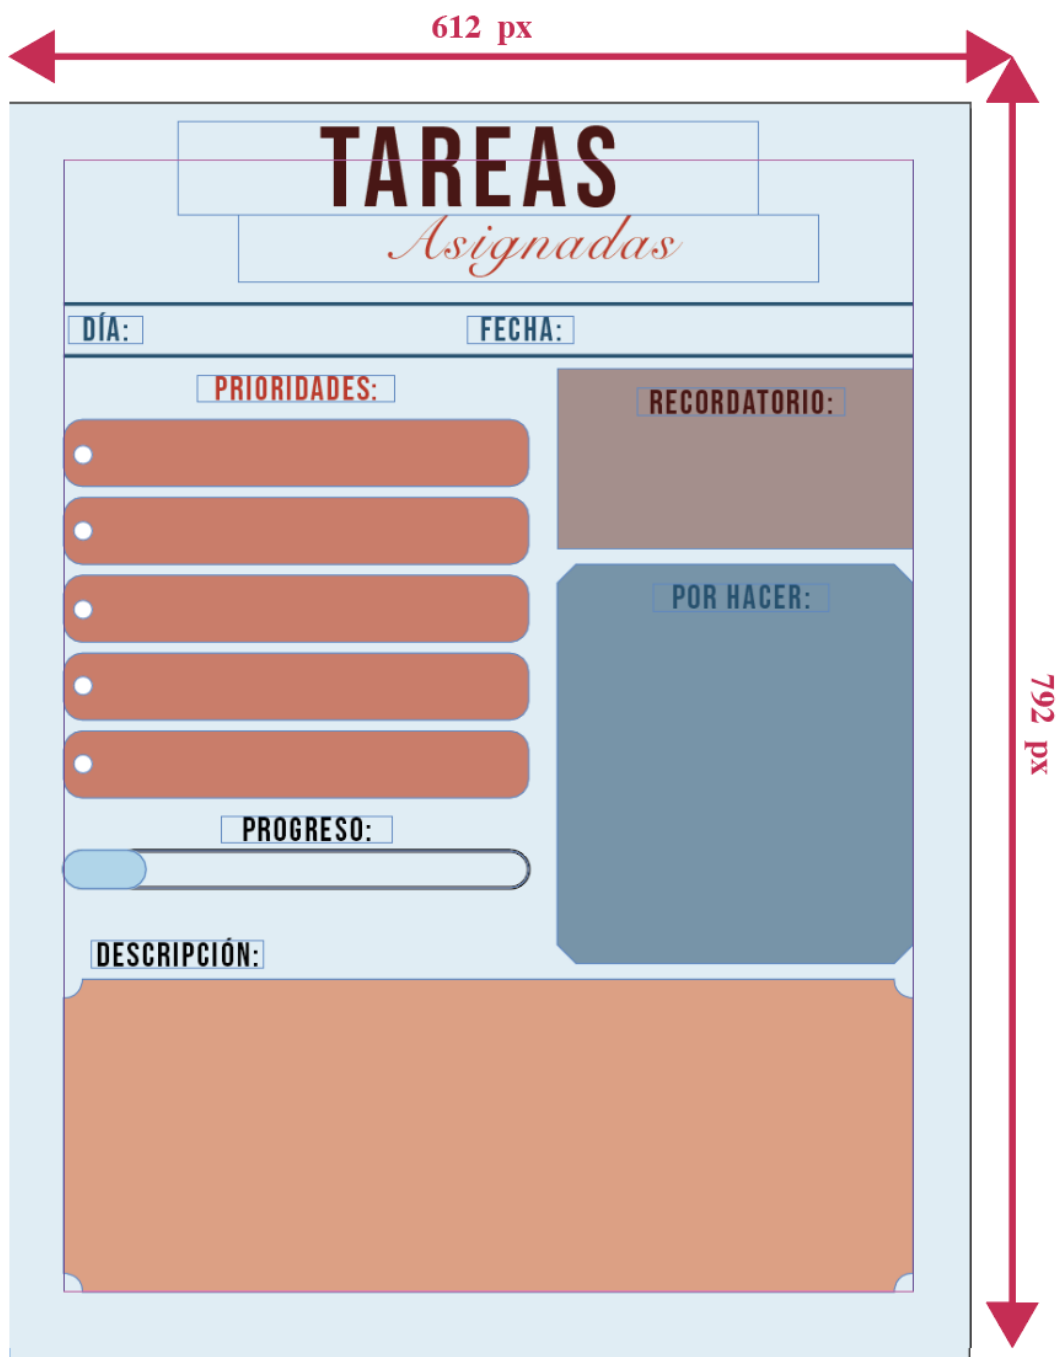 612 px
TAREAS
Asignadas
DÍA:
FECHA:
PRIORIDADES:
RECORDATORIO:
POR HACER:
792 px
PROGRESO:
DESCRIPCIÓN: